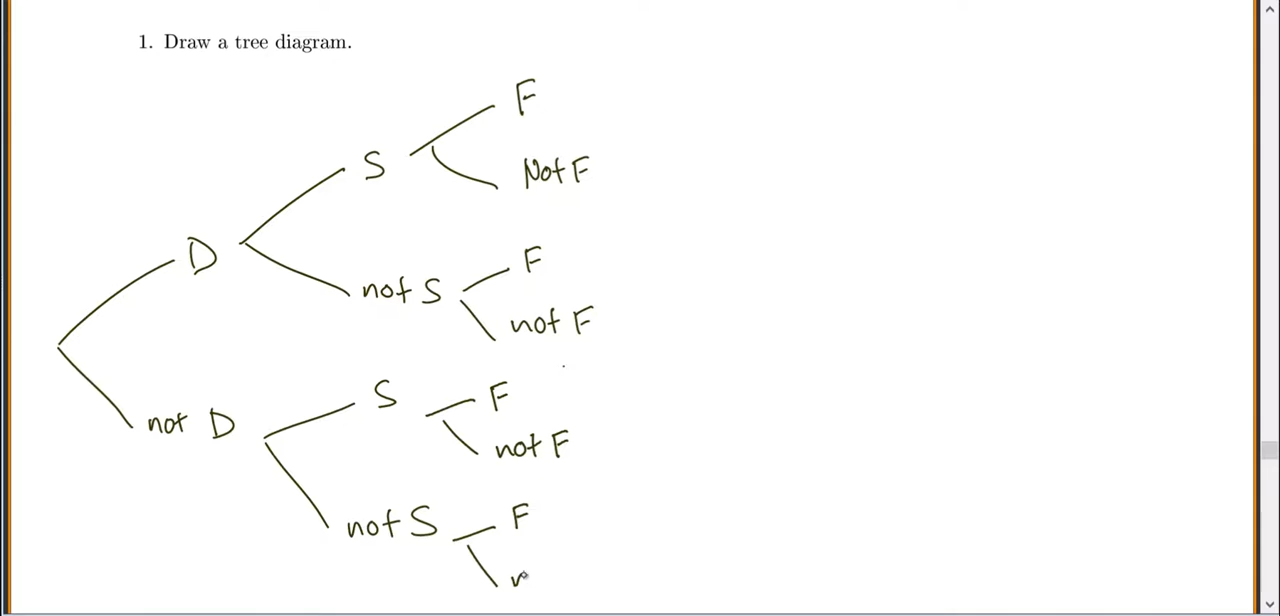 1. Draw a tree diagram.
F
S
Not F
D
F
not S
not F
S
F
not D
not F
F
not S